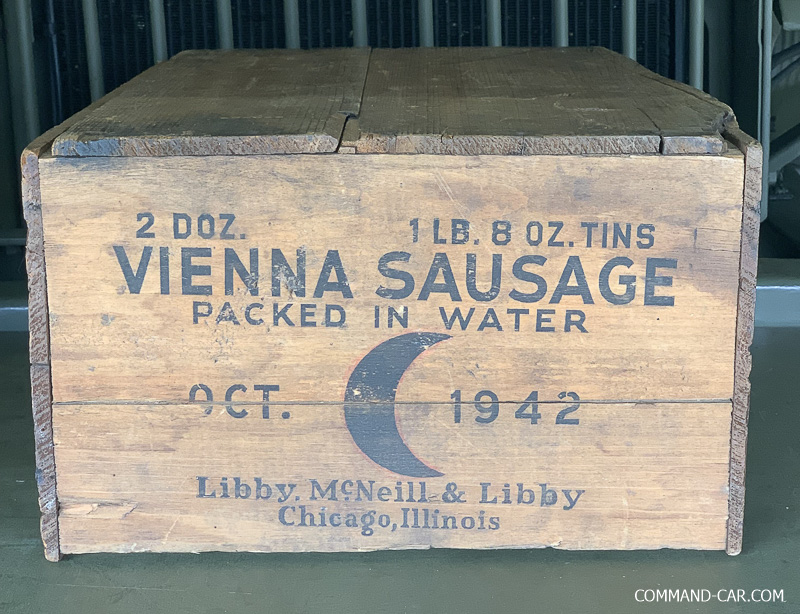 2 DOZ. 1 LB. 8 OZ. TINS
VIENNA SAUSAGE
PACKED IN WATER
OCT. 1942
Libby, McNeill & Libby
Chicago, Illinois
COMMAND-CAR.COM